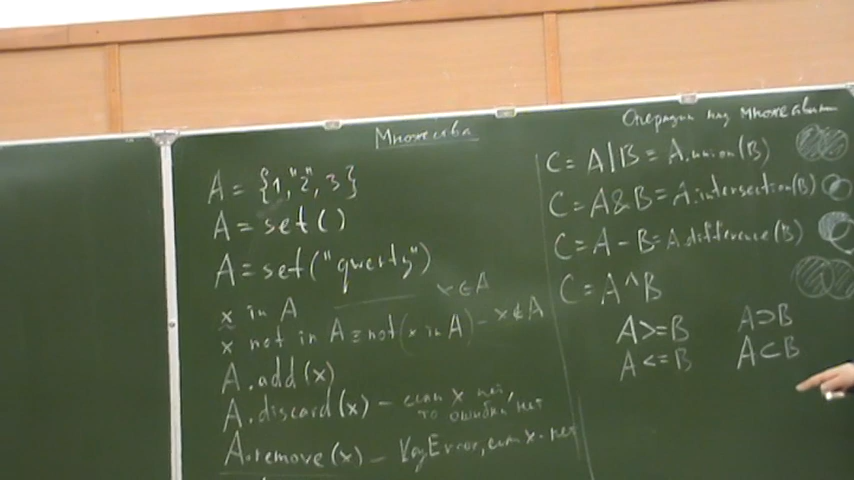 Множества
A = {1, "2", 3}
A = set()
A = set("qwerty")
x ∈ A
x in A
x not in A ≡ not(x in A) - x ∉ A
A.add(x)
A.discard(x) - если x нет,
то ошибки нет
A.remove(x) - KeyError, если x - нет
Операции над множествами
C = A|B = A.union(B)
C = A&B = A.intersection(B)
C = A - B = A.difference(B)
C = A^B
A >= B A ⊃ B
A <= B A ⊂ B